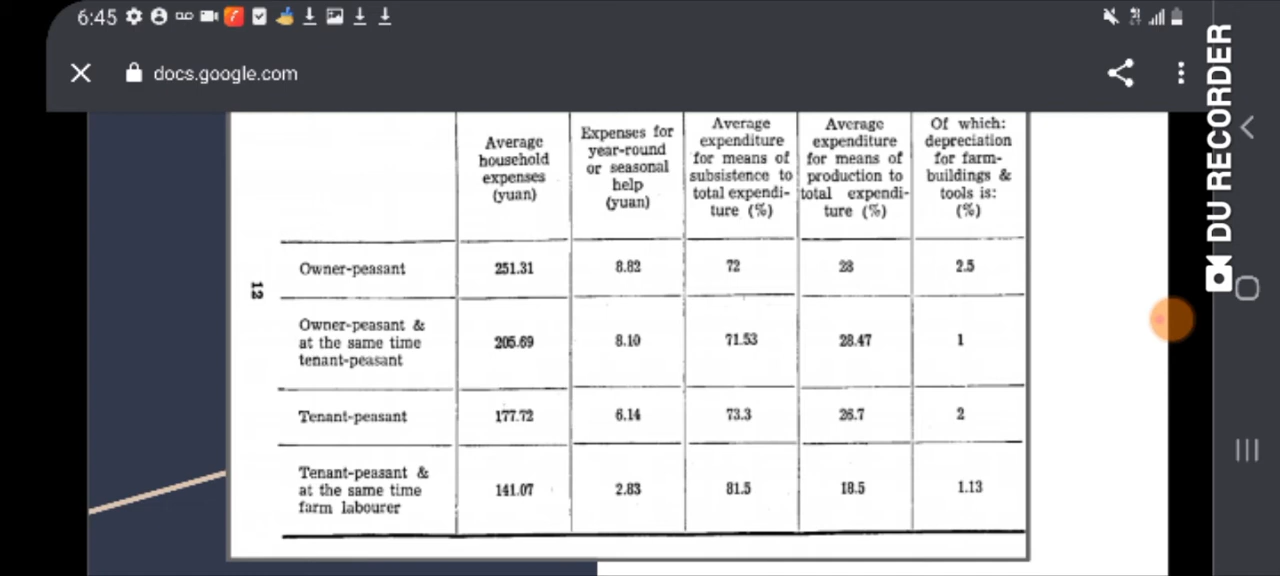 6:45
docs.google.com
Average
household
expenses
(yuan)
Expenses for
year-round
or seasonal
help
(yuan)
Average
expenditure
for means of
subsistence to
total expendi-
ture (%)
Average
expenditure
for means of
production to
total expendi-
ture (%)
Of which:
depreciation
for farm-
buildings &
tools is:
(%)
Owner-peasant 251.31 8.82 72 28 2.5
Owner-peasant &
at the same time
tenant-peasant
205.69 8.10 71.53 28.47 1
Tenant-peasant 177.72 6.14 73.3 26.7 2
Tenant-peasant &
at the same time
farm labourer
141.07 2.83 81.5 18.5 1.13
12
DU RECORDER